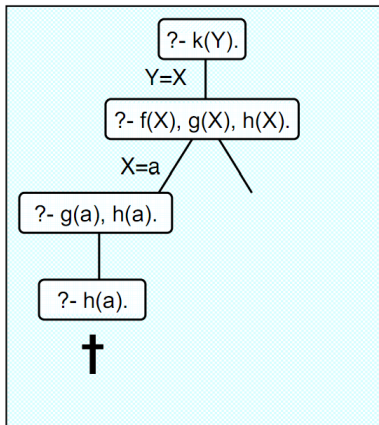 ?- k(Y).
Y=X
?- f(X), g(X), h(X).
X=a
?- g(a), h(a).
?- h(a).
†